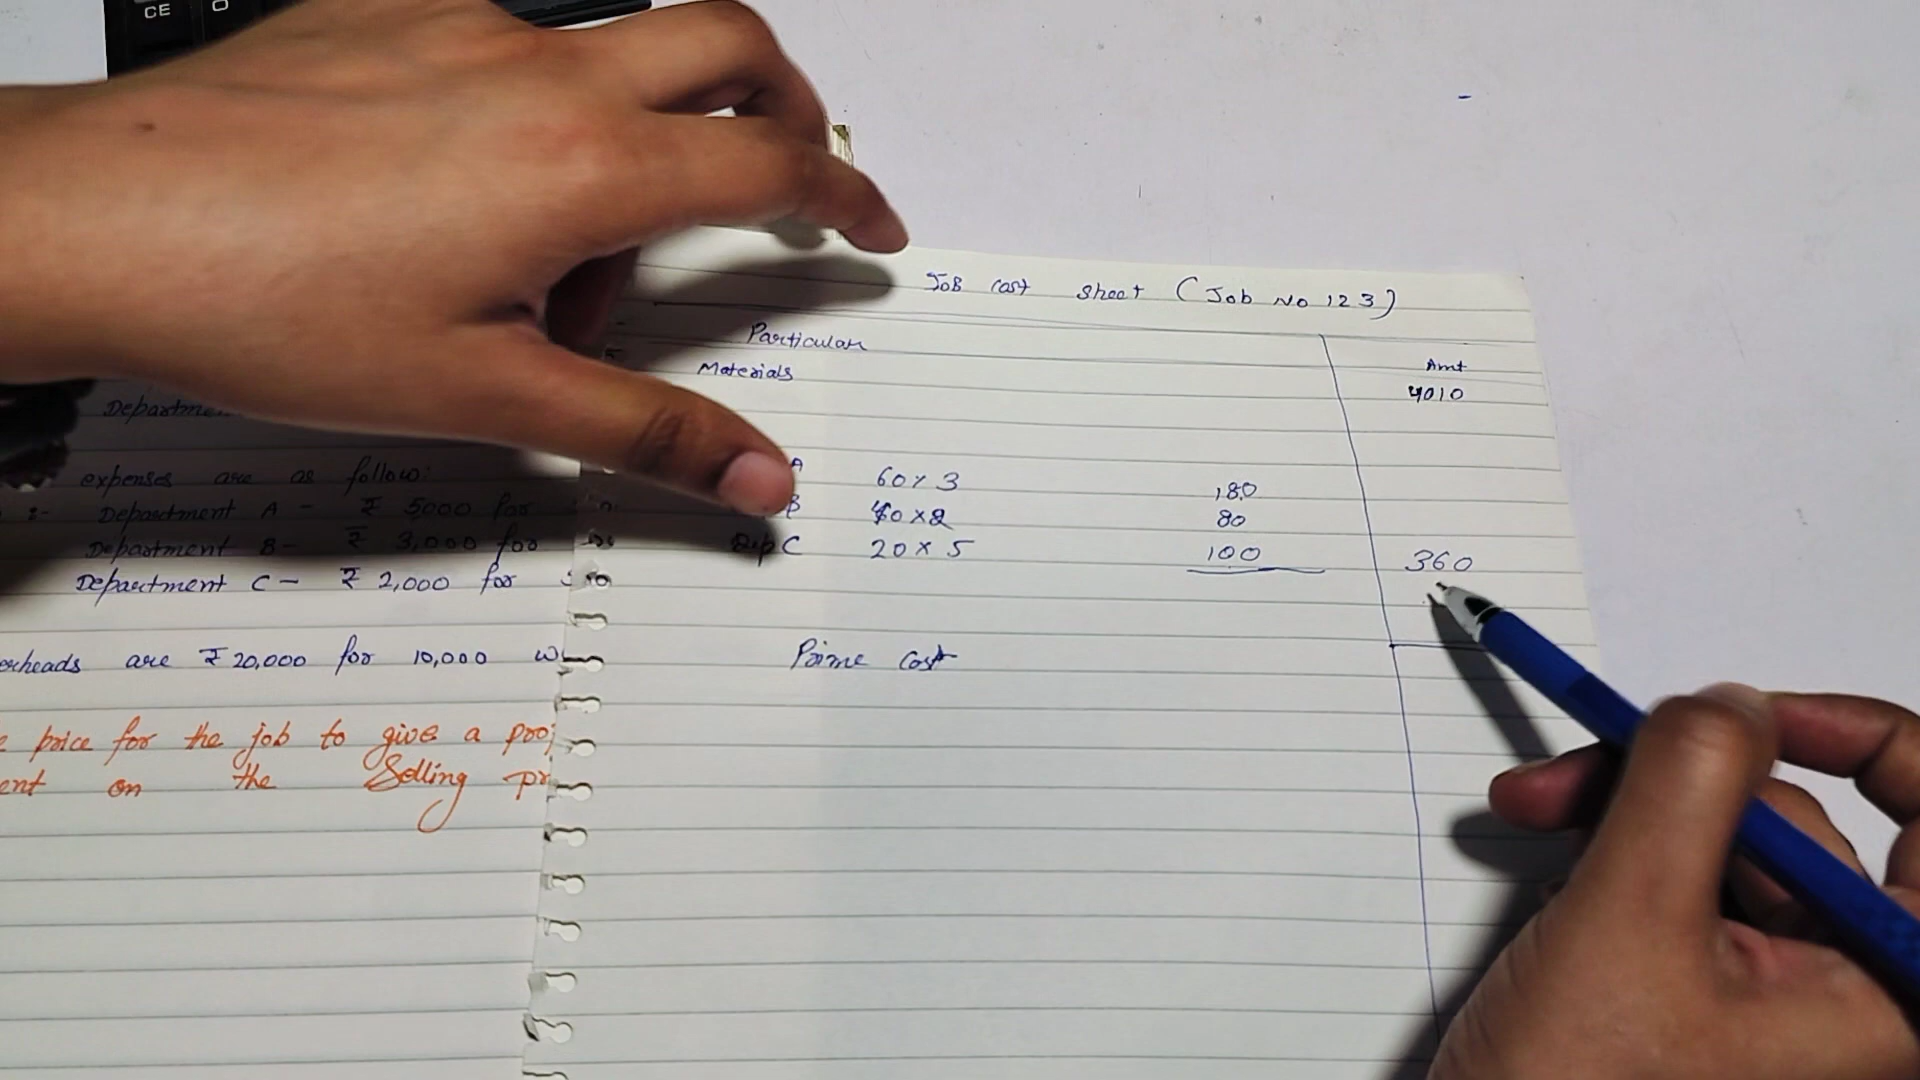 CE
Department
expenses are as follow:
Department A - ₹ 5000 for
Department B- ₹ 3,000 for
Department C - ₹ 2,000 for
are ₹ 20,000 for 10,000
price for the job to give a
on the Selling
JOB cost sheet (Job No 123)
Particular
Amt
Materials 4010
A 60 x 3 180
B 40 x 2 80
Dep C 20 x 5 100 360
Prime Cost